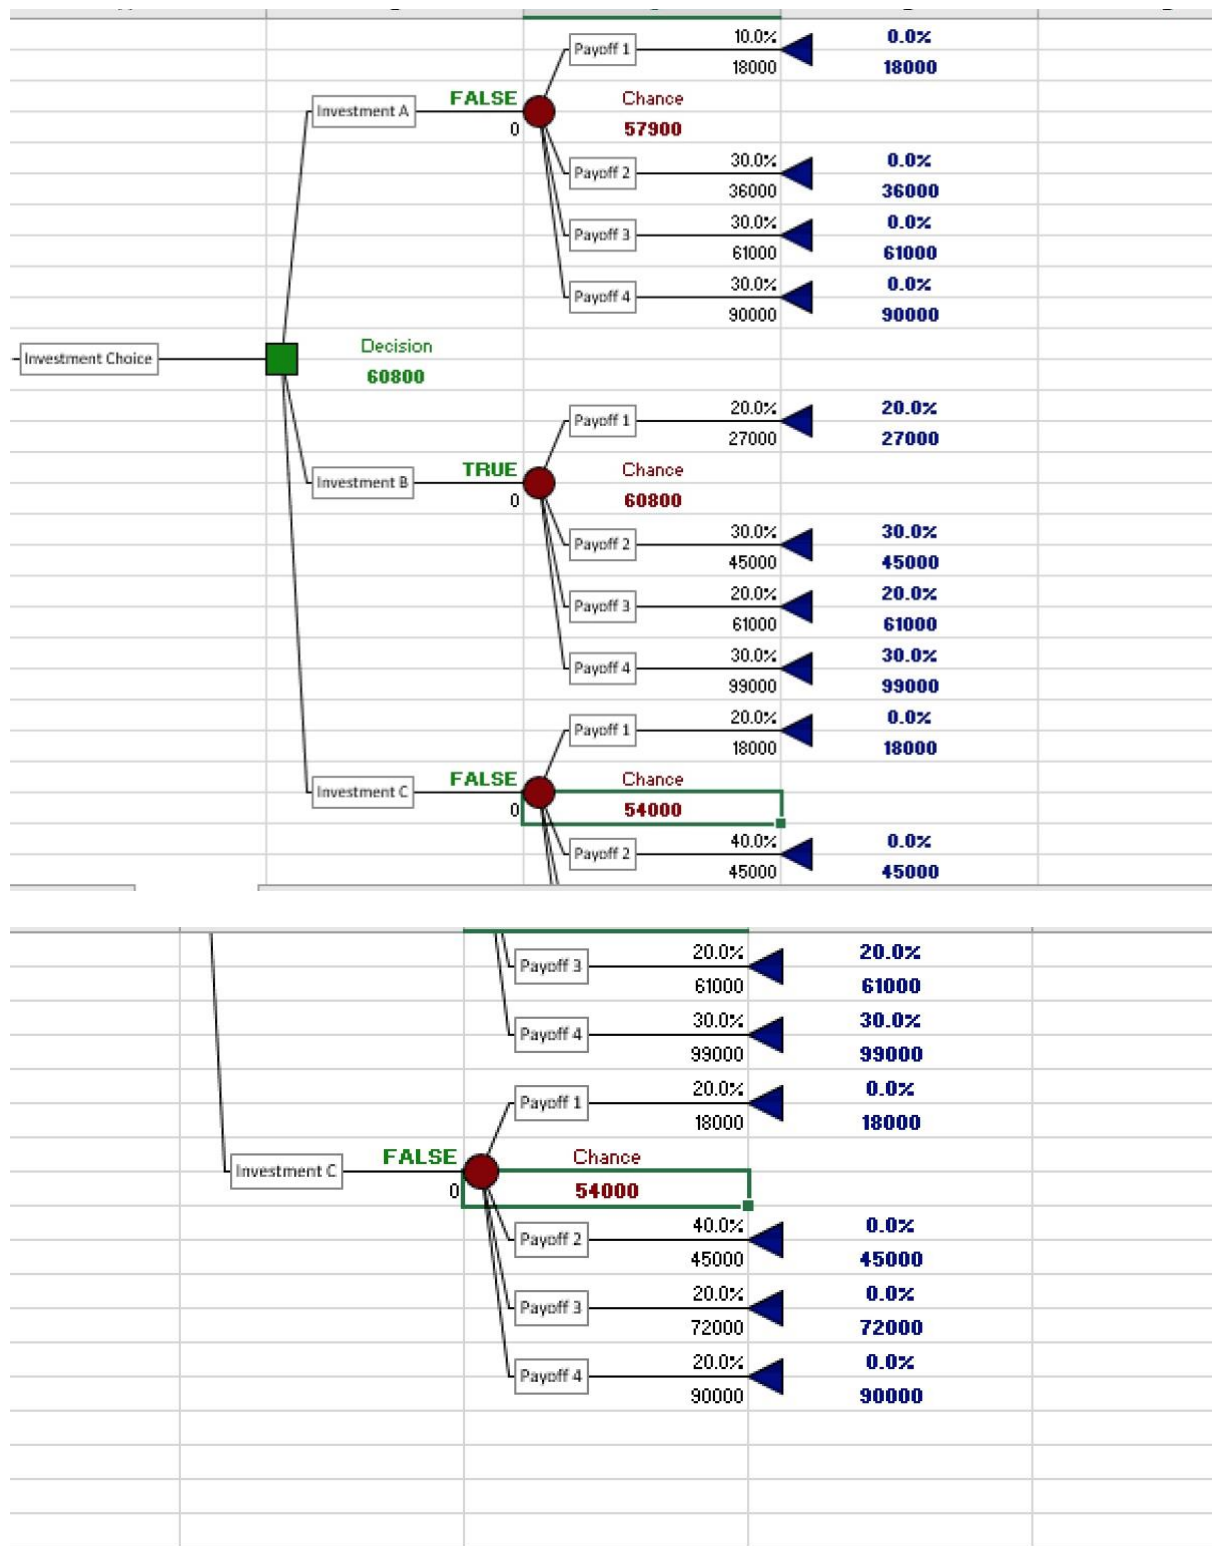 10.0% 0.0%
Payoff 1
18000 18000
FALSE Chance
Investment A
0 57900
30.0% 0.0%
Payoff 2
36000 36000
30.0% 0.0%
Payoff 3
61000 61000
30.0% 0.0%
Payoff 4
90000 90000
Decision
Investment Choice
60800
20.0% 20.0%
Payoff 1
27000 27000
TRUE Chance
Investment B
0 60800
30.0% 30.0%
Payoff 2
45000 45000
20.0% 20.0%
Payoff 3
61000 61000
30.0% 30.0%
Payoff 4
99000 99000
20.0% 0.0%
Payoff 1
18000 18000
FALSE Chance
Investment C
0 54000
40.0% 0.0%
Payoff 2
45000 45000
20.0% 20.0%
Payoff 3
61000 61000
30.0% 30.0%
Payoff 4
99000 99000
20.0% 0.0%
Payoff 1
18000 18000
FALSE Chance
Investment C
0 54000
40.0% 0.0%
Payoff 2
45000 45000
20.0% 0.0%
Payoff 3
72000 72000
20.0% 0.0%
Payoff 4
90000 90000